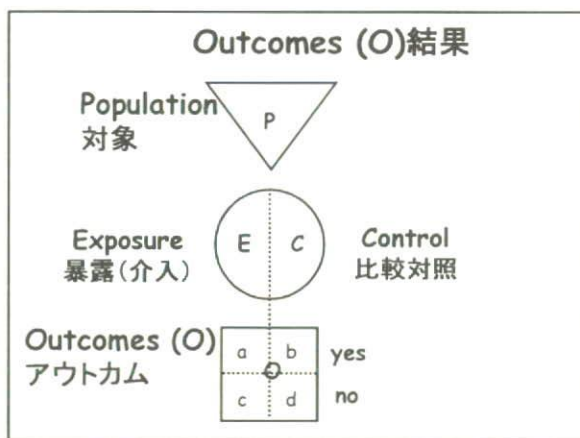 Outcomes (O)結果
Population
対象
P
Exposure
暴露(介入)
E
C
Control
比較対照
Outcomes (O)
アウトカム
a
b
yes
O
c
d
no